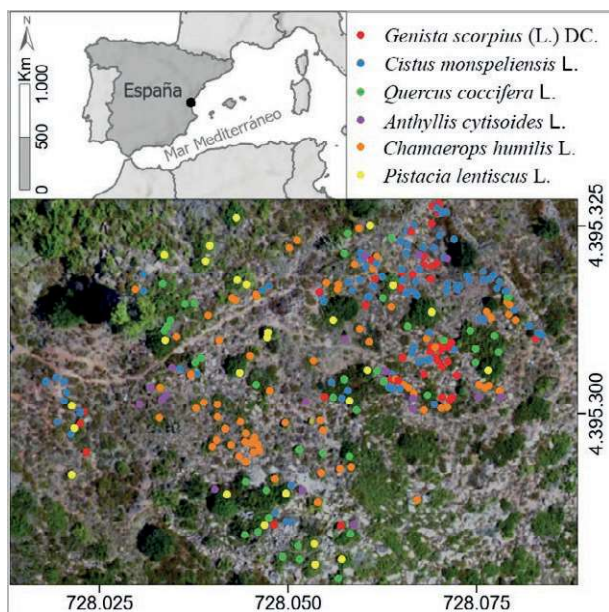 N
Km
1.000
500
0
España
Mar Mediterráneo
Genista scorpius (L.) DC.
Cistus monspeliensis L.
Quercus coccifera L.
Anthyllis cytisoides L.
Chamaerops humilis L.
Pistacia lentiscus L.
4.395.325
4.395.300
728.025
728.050
728.075